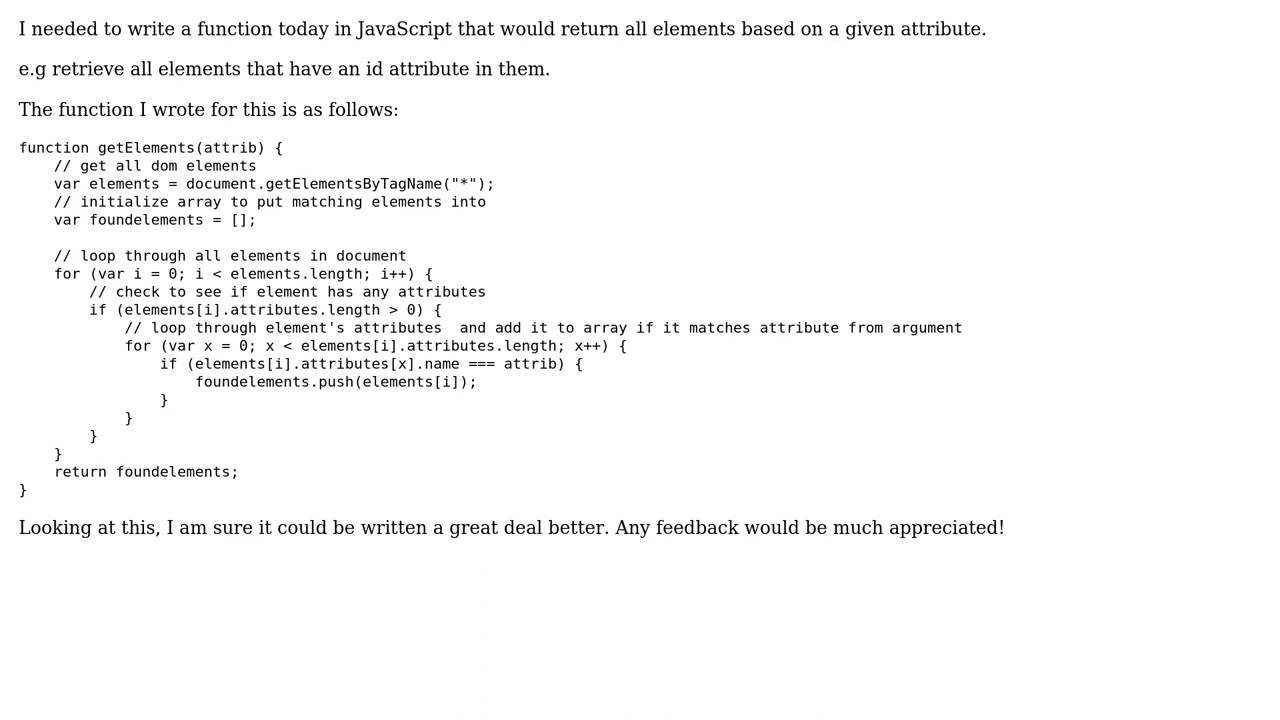 I needed to write a function today in JavaScript that would return all elements based on a given attribute.
e.g retrieve all elements that have an id attribute in them.
The function I wrote for this is as follows:
function getElements(attrib) {
    // get all dom elements
    var elements = document.getElementsByTagName("*");
    // initialize array to put matching elements into
    var foundelements = [];

    // loop through all elements in document
    for (var i = 0; i < elements.length; i++) {
        // check to see if element has any attributes
        if (elements[i].attributes.length > 0) {
            // loop through element's attributes  and add it to array if it matches attribute from argument
            for (var x = 0; x < elements[i].attributes.length; x++) {
                if (elements[i].attributes[x].name === attrib) {
                    foundelements.push(elements[i]);
                }
            }
        }
    }
    return foundelements;
}
Looking at this, I am sure it could be written a great deal better. Any feedback would be much appreciated!